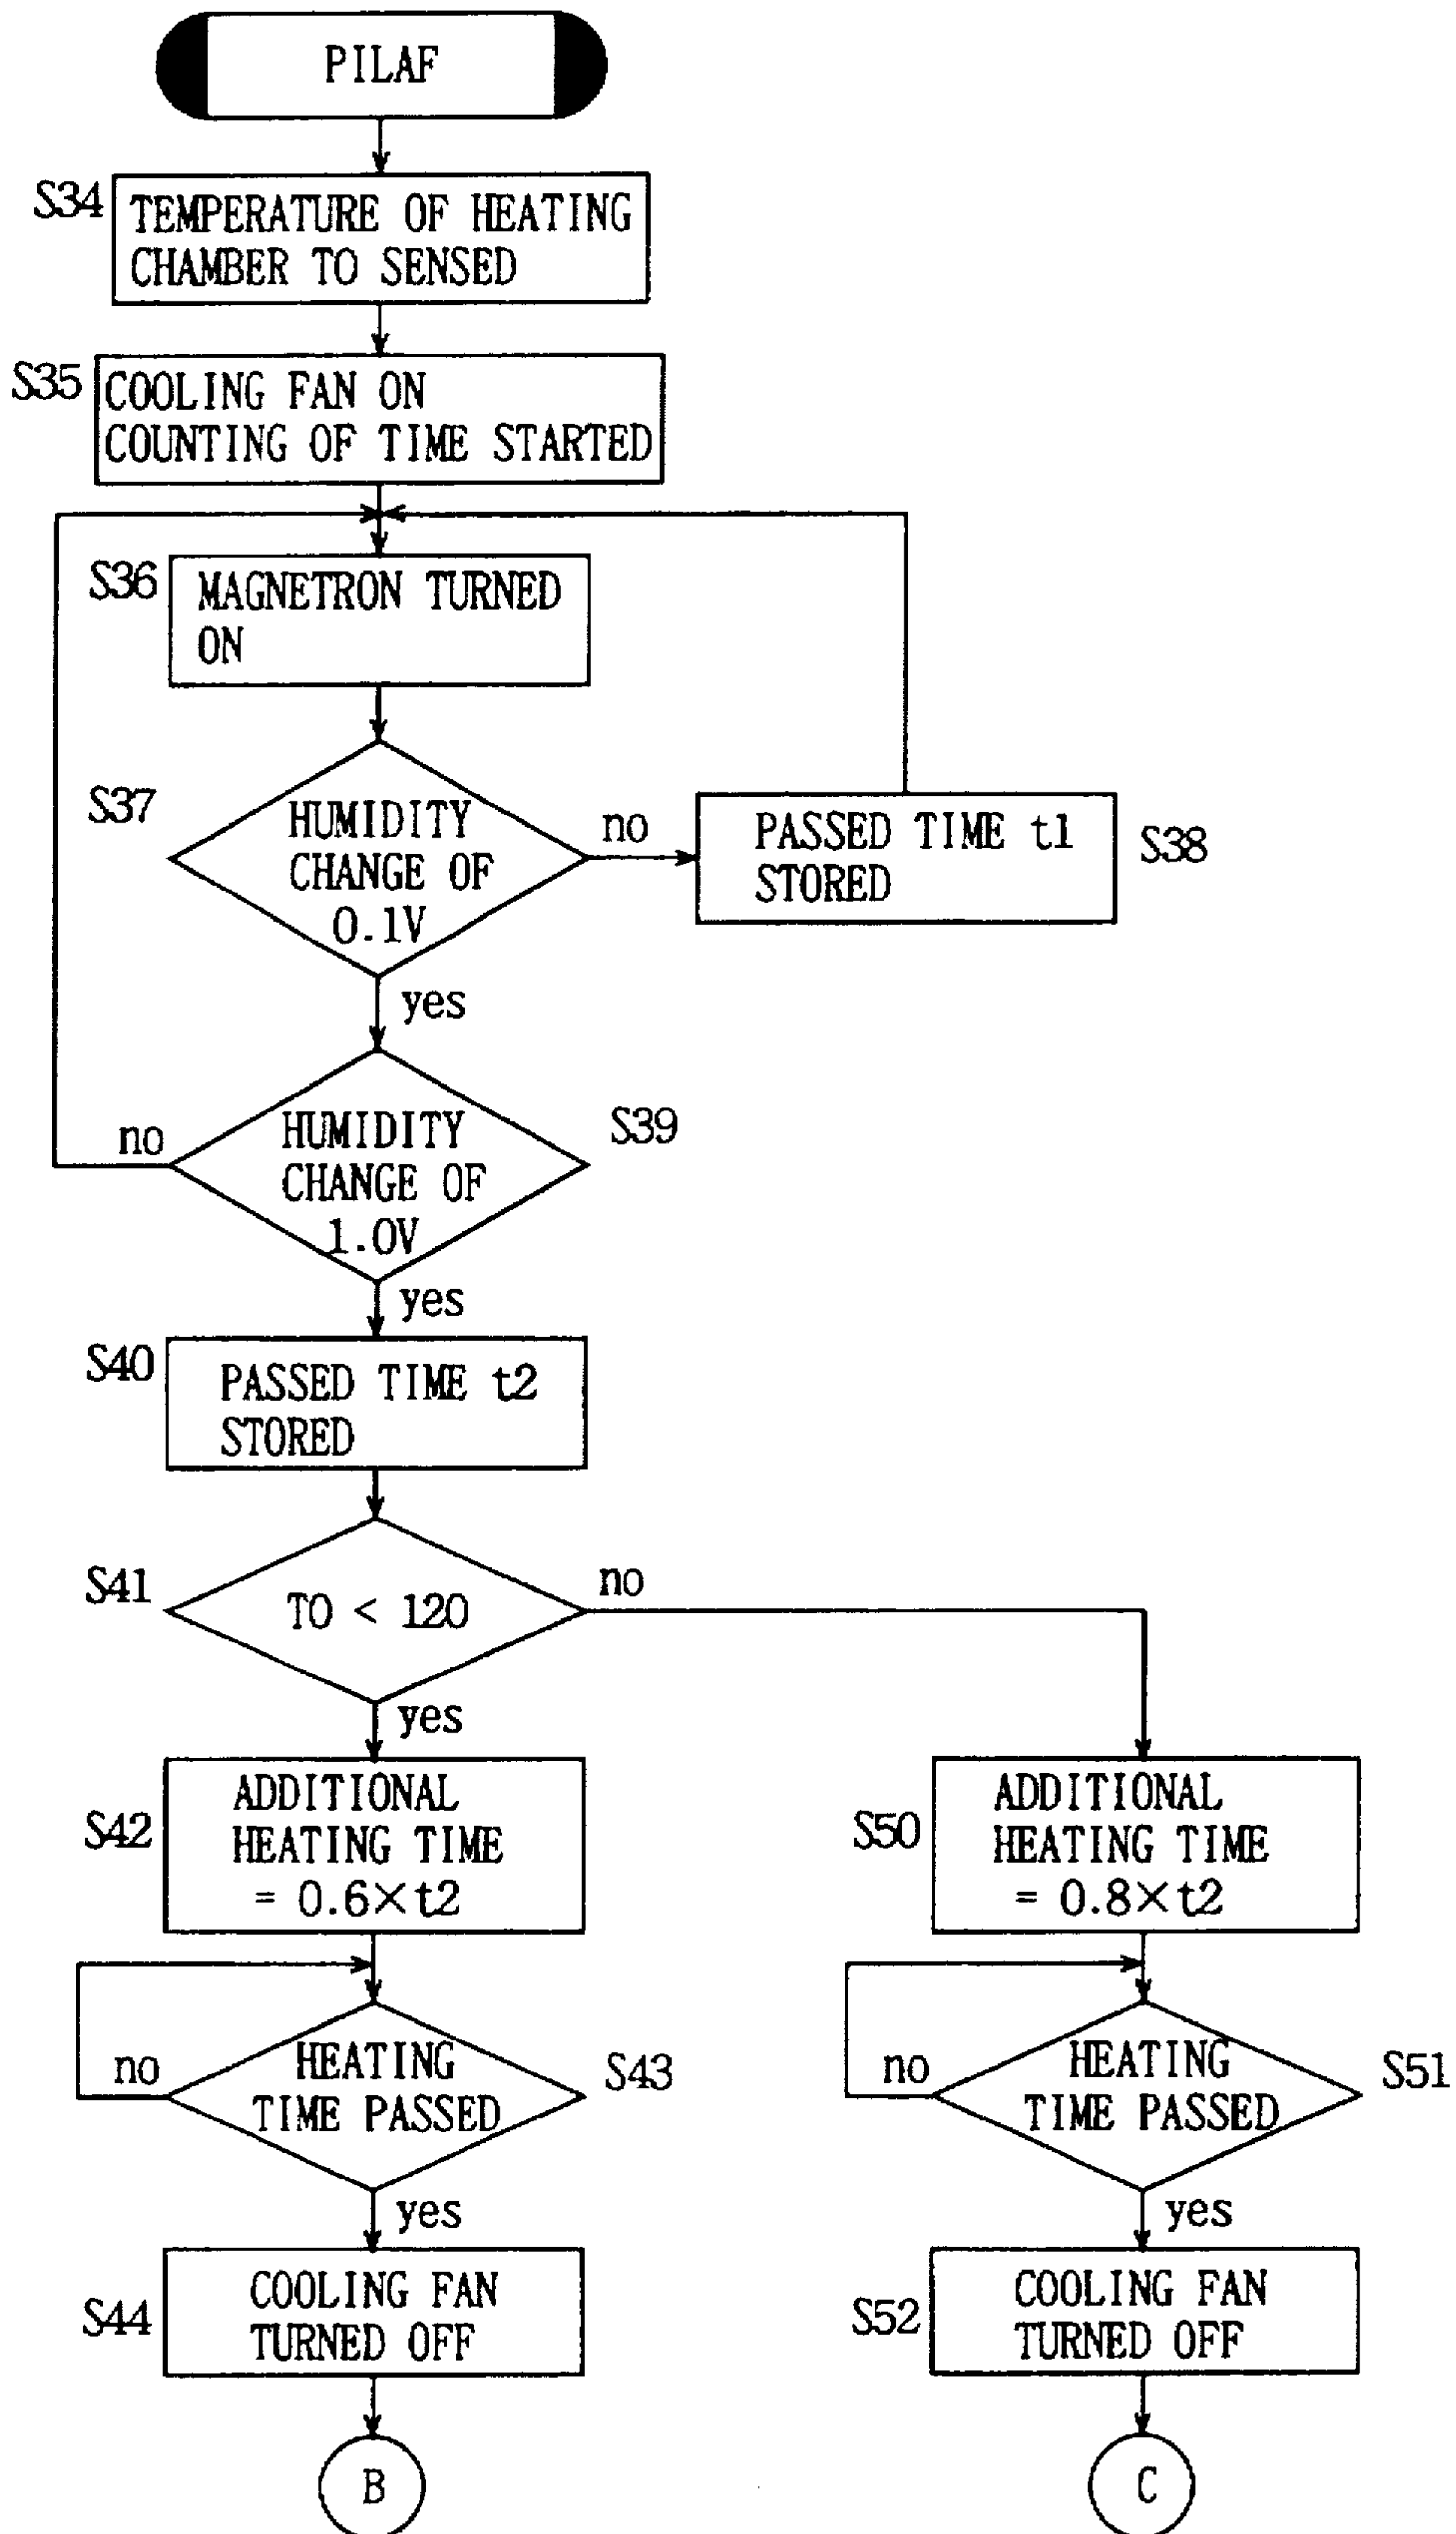 PILAF
S34
TEMPERATURE OF HEATING
CHAMBER TO SENSED
S35
COOLING FAN ON
COUNTING OF TIME STARTED
S36
MAGNETRON TURNED
ON
S37
HUMIDITY
CHANGE OF
0.1V
no
PASSED TIME t1
STORED
S38
yes
no
HUMIDITY
CHANGE OF
1.0V
S39
yes
S40
PASSED TIME t2
STORED
S41
TO < 120
no
yes
S42
ADDITIONAL
HEATING TIME
= 0.6×t2
S50
ADDITIONAL
HEATING TIME
= 0.8×t2
no
HEATING
TIME PASSED
S43
no
HEATING
TIME PASSED
S51
yes
yes
S44
COOLING FAN
TURNED OFF
S52
COOLING FAN
TURNED OFF
B
C